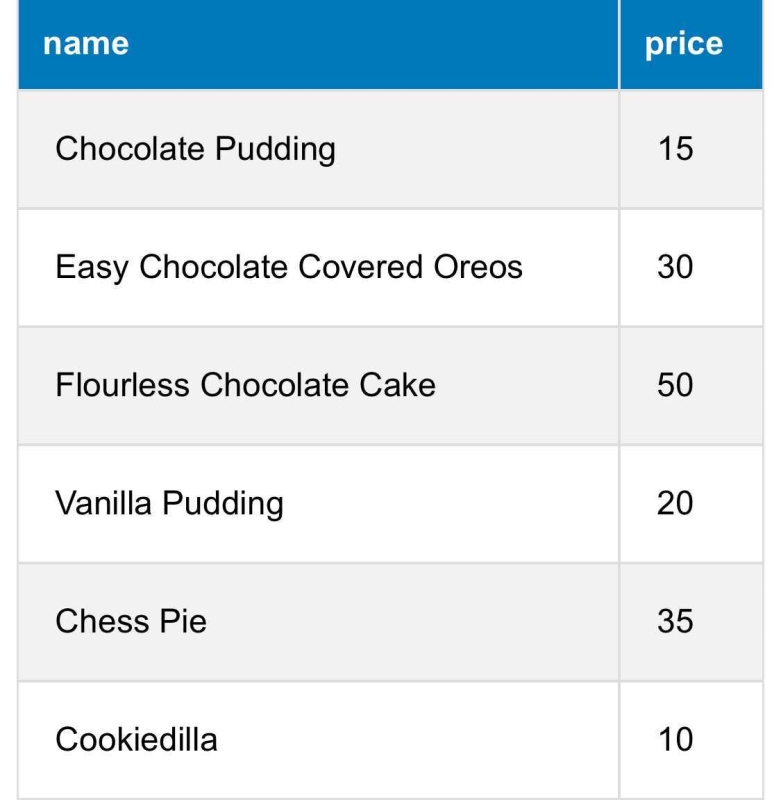 name price
Chocolate Pudding 15
Easy Chocolate Covered Oreos 30
Flourless Chocolate Cake 50
Vanilla Pudding 20
Chess Pie 35
Cookiedilla 10